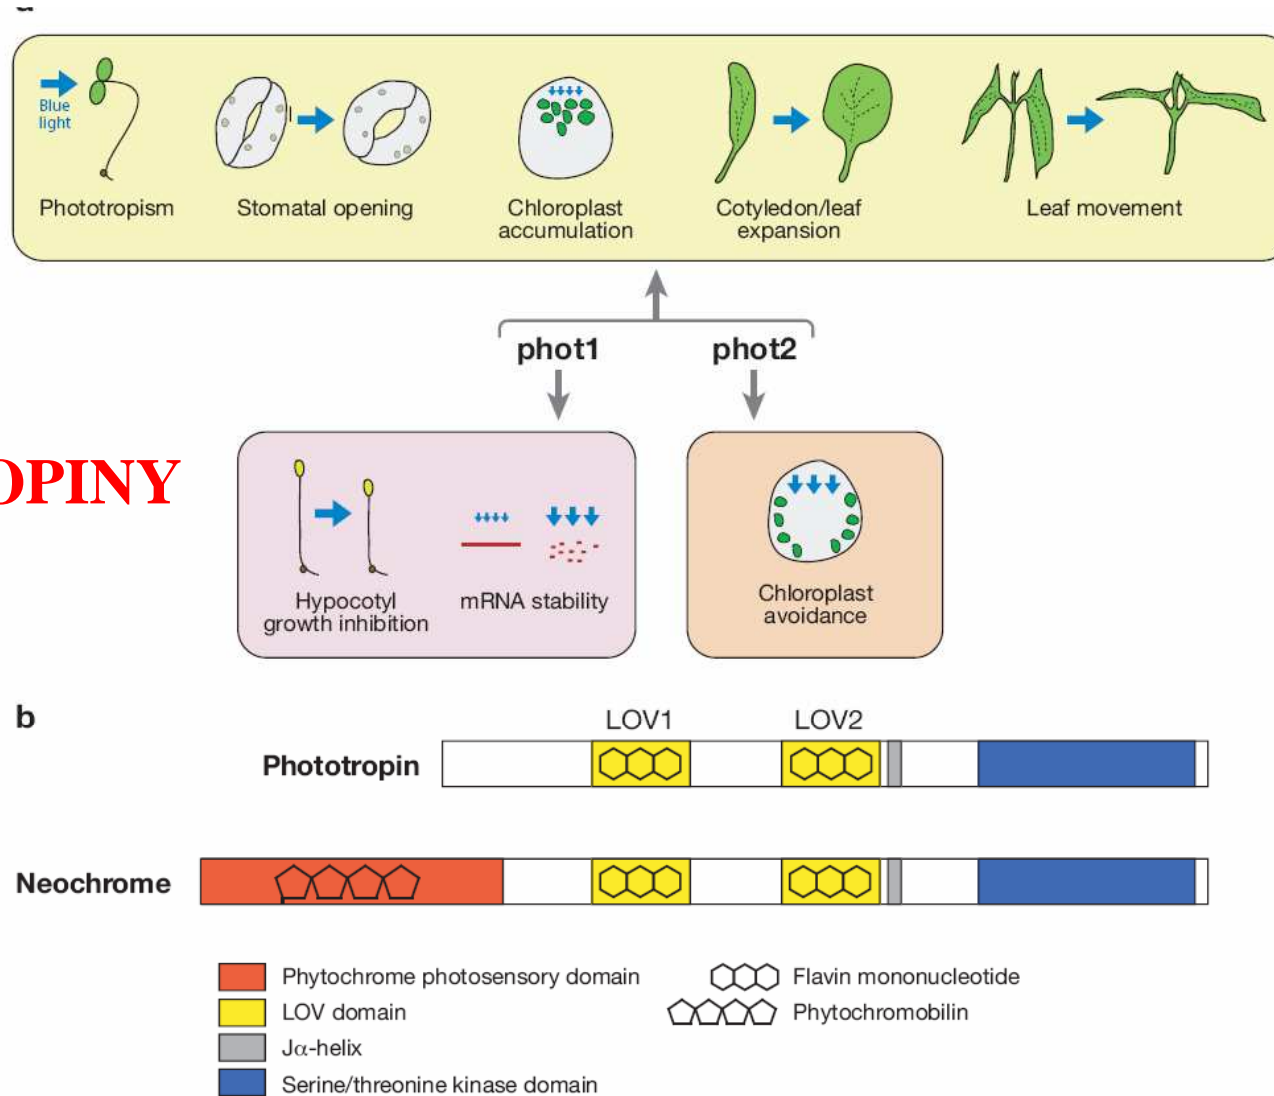 Blue
light
Phototropism
Stomatal opening
Chloroplast
accumulation
Cotyledon/leaf
expansion
Leaf movement
phot1
phot2
OPINY
Hypocotyl
growth inhibition
mRNA stability
Chloroplast
avoidance
b
LOV1
LOV2
Phototropin
Neochrome
Phytochrome photosensory domain
LOV domain
Jα-helix
Serine/threonine kinase domain
Flavin mononucleotide
Phytochromobilin